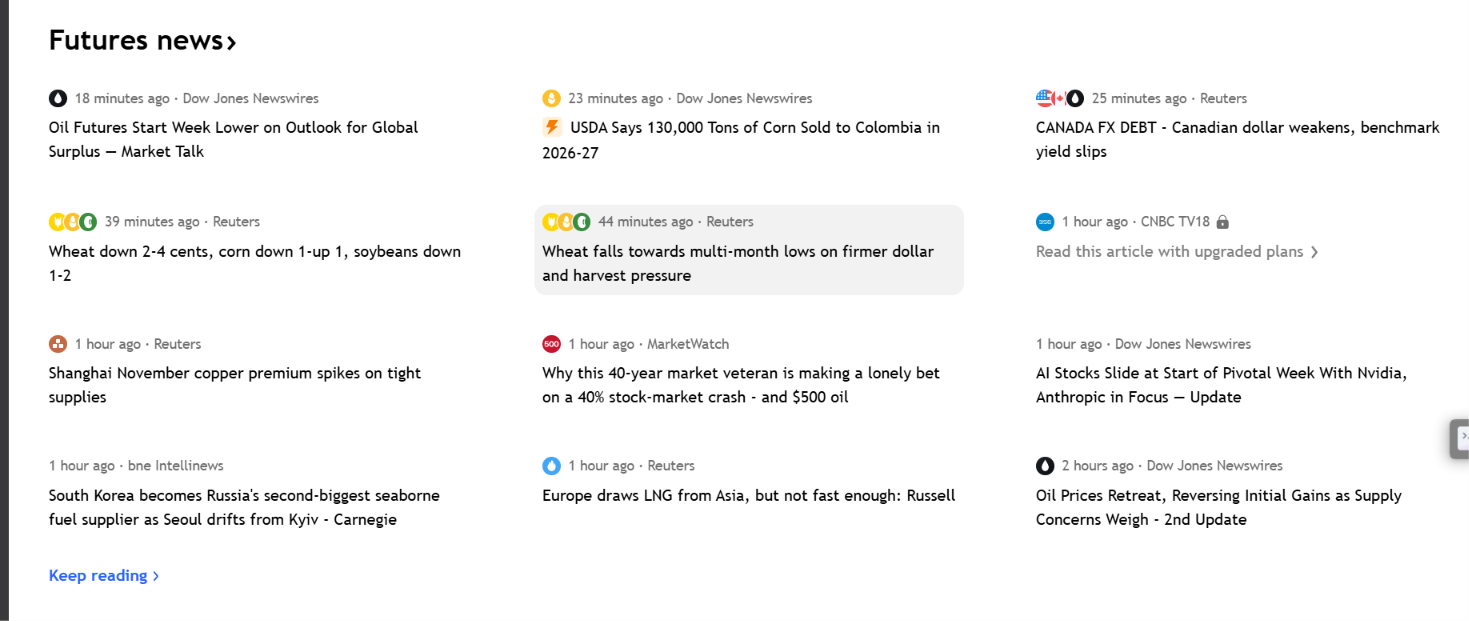 Futures news›
18 minutes ago · Dow Jones Newswires
Oil Futures Start Week Lower on Outlook for Global
Surplus — Market Talk
23 minutes ago · Dow Jones Newswires
USDA Says 130,000 Tons of Corn Sold to Colombia in
2026-27
25 minutes ago · Reuters
CANADA FX DEBT - Canadian dollar weakens, benchmark
yield slips
39 minutes ago · Reuters
Wheat down 2-4 cents, corn down 1-up 1, soybeans down
1-2
44 minutes ago · Reuters
Wheat falls towards multi-month lows on firmer dollar
and harvest pressure
1 hour ago · CNBC TV18
Read this article with upgraded plans ›
1 hour ago · Reuters
Shanghai November copper premium spikes on tight
supplies
500
1 hour ago · MarketWatch
Why this 40-year market veteran is making a lonely bet
on a 40% stock-market crash - and $500 oil
1 hour ago · Dow Jones Newswires
AI Stocks Slide at Start of Pivotal Week With Nvidia,
Anthropic in Focus — Update
1 hour ago · bne Intellinews
South Korea becomes Russia's second-biggest seaborne
fuel supplier as Seoul drifts from Kyiv - Carnegie
1 hour ago · Reuters
Europe draws LNG from Asia, but not fast enough: Russell
2 hours ago · Dow Jones Newswires
Oil Prices Retreat, Reversing Initial Gains as Supply
Concerns Weigh - 2nd Update
Keep reading ›